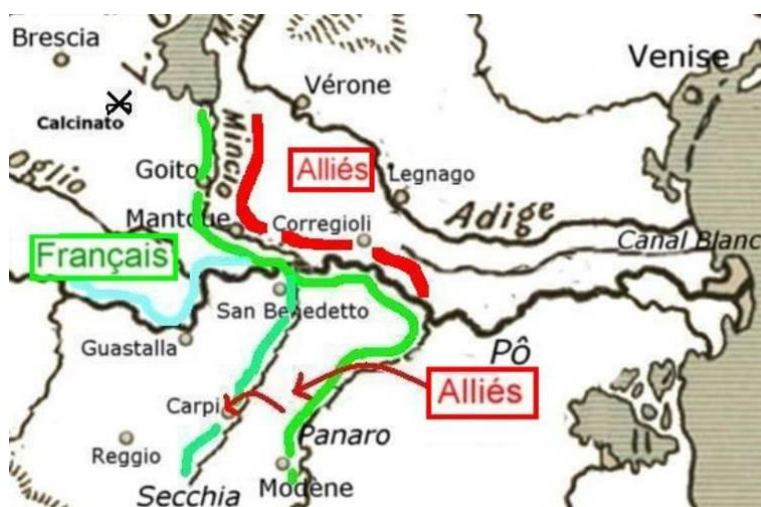 Brescia
L.
M
Venise
Vérone
Calcinato
Mincio
Oglio
Goito
Alliés
Legnago
Adige
Mantoue
Corregioli
Canal Blanc
Français
San Benedetto
Guastalla
Pô
Carpi
Alliés
Panaro
Reggio
Secchia
Modène